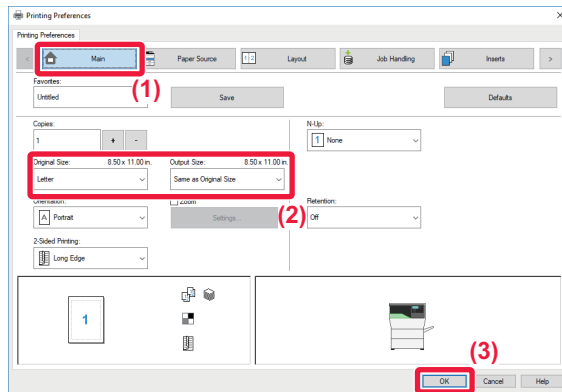 Printing Preferences
Printing Preferences
Main
Paper Source
1 2
Layout
Job Handling
Inserts
(1)
Favorites:
Untitled
Save
Defaults
Copies:
1
+
-
N-Up:
1 None
Original Size: 8.50 x 11.00 in.
Output Size: 8.50 x 11.00 in.
Letter
Same as Original Size
(2)
Orientation:
Zoom
Retention:
A Portrait
Settings...
Off
2-Sided Printing:
Long Edge
1
(3)
OK
Cancel
Help